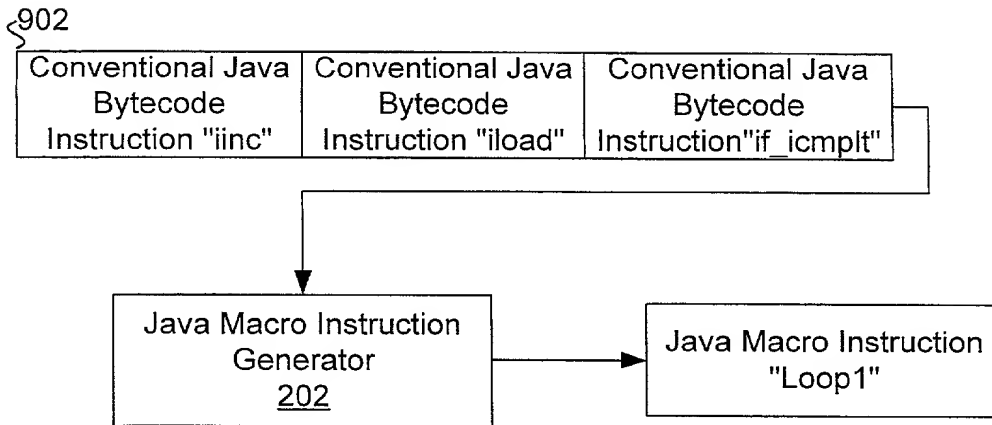 902
Conventional Java
Bytecode
Instruction "iinc"
Conventional Java
Bytecode
Instruction "iload"
Conventional Java
Bytecode
Instruction"if_icmplt"
Java Macro Instruction
Generator
202
Java Macro Instruction
"Loop1"